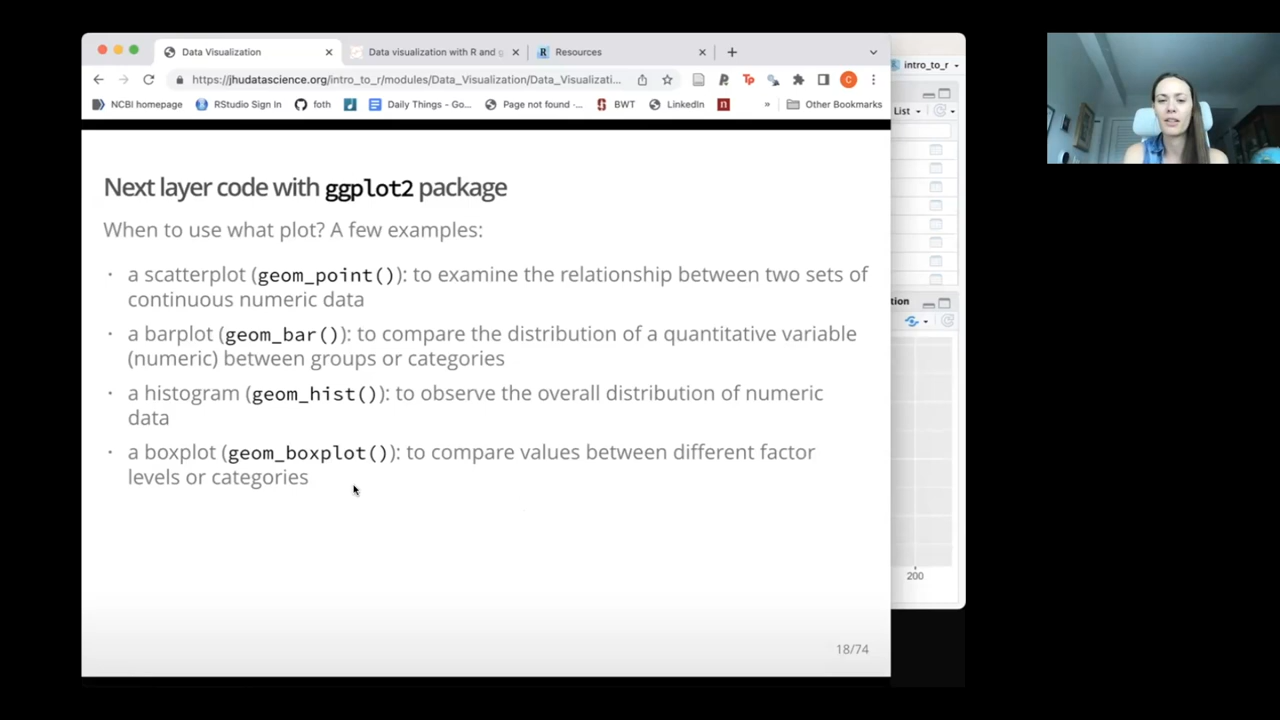 Data Visualization
Data visualization with R and g
Resources
https://jhudatascience.org/intro_to_r/modules/Data_Visualization/Data_Visualizati...
intro_to_r
NCBI homepage
RStudio Sign In
foth
Daily Things - Go...
Page not found -...
BWT
LinkedIn
n
»
Other Bookmarks
List
Next layer code with ggplot2 package
When to use what plot? A few examples:
· a scatterplot (geom_point()): to examine the relationship between two sets of
continuous numeric data
· a barplot (geom_bar()): to compare the distribution of a quantitative variable
(numeric) between groups or categories
· a histogram (geom_hist()): to observe the overall distribution of numeric
data
· a boxplot (geom_boxplot()): to compare values between different factor
levels or categories
tion
200
18/74